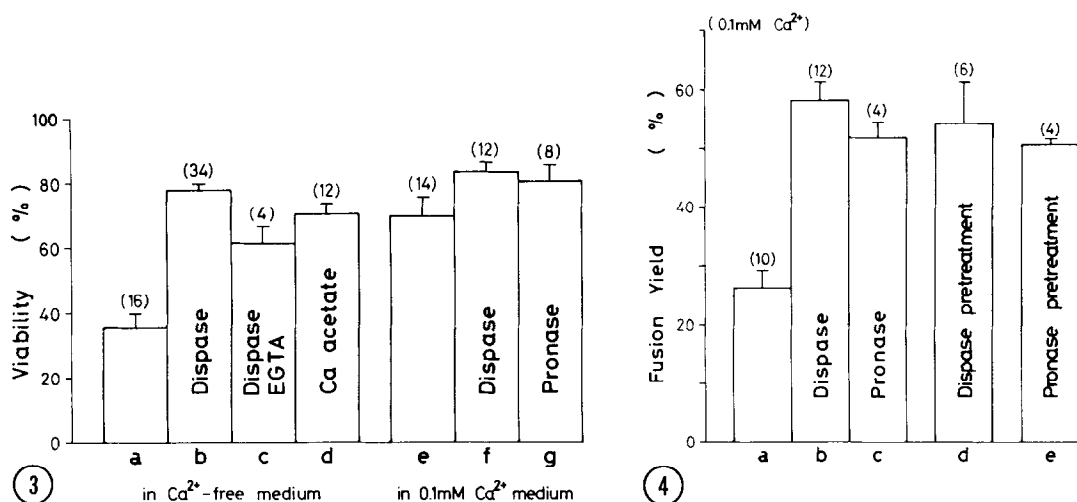 100
80
60
40
20
0
Viability ( % )
(16)
(34)
(4)
(12)
(14)
(12)
(8)
Dispase
Dispase
EGTA
Ca acetate
Dispase
Pronase
a b c d e f g
in Ca²⁺-free medium in 0.1mM Ca²⁺ medium
3
(0.1mM Ca²⁺)
60
40
20
0
Fusion Yield ( % )
(10)
(12)
(4)
(6)
(4)
Dispase
Pronase
Dispase pretreatment
Pronase pretreatment
a b c d e
4